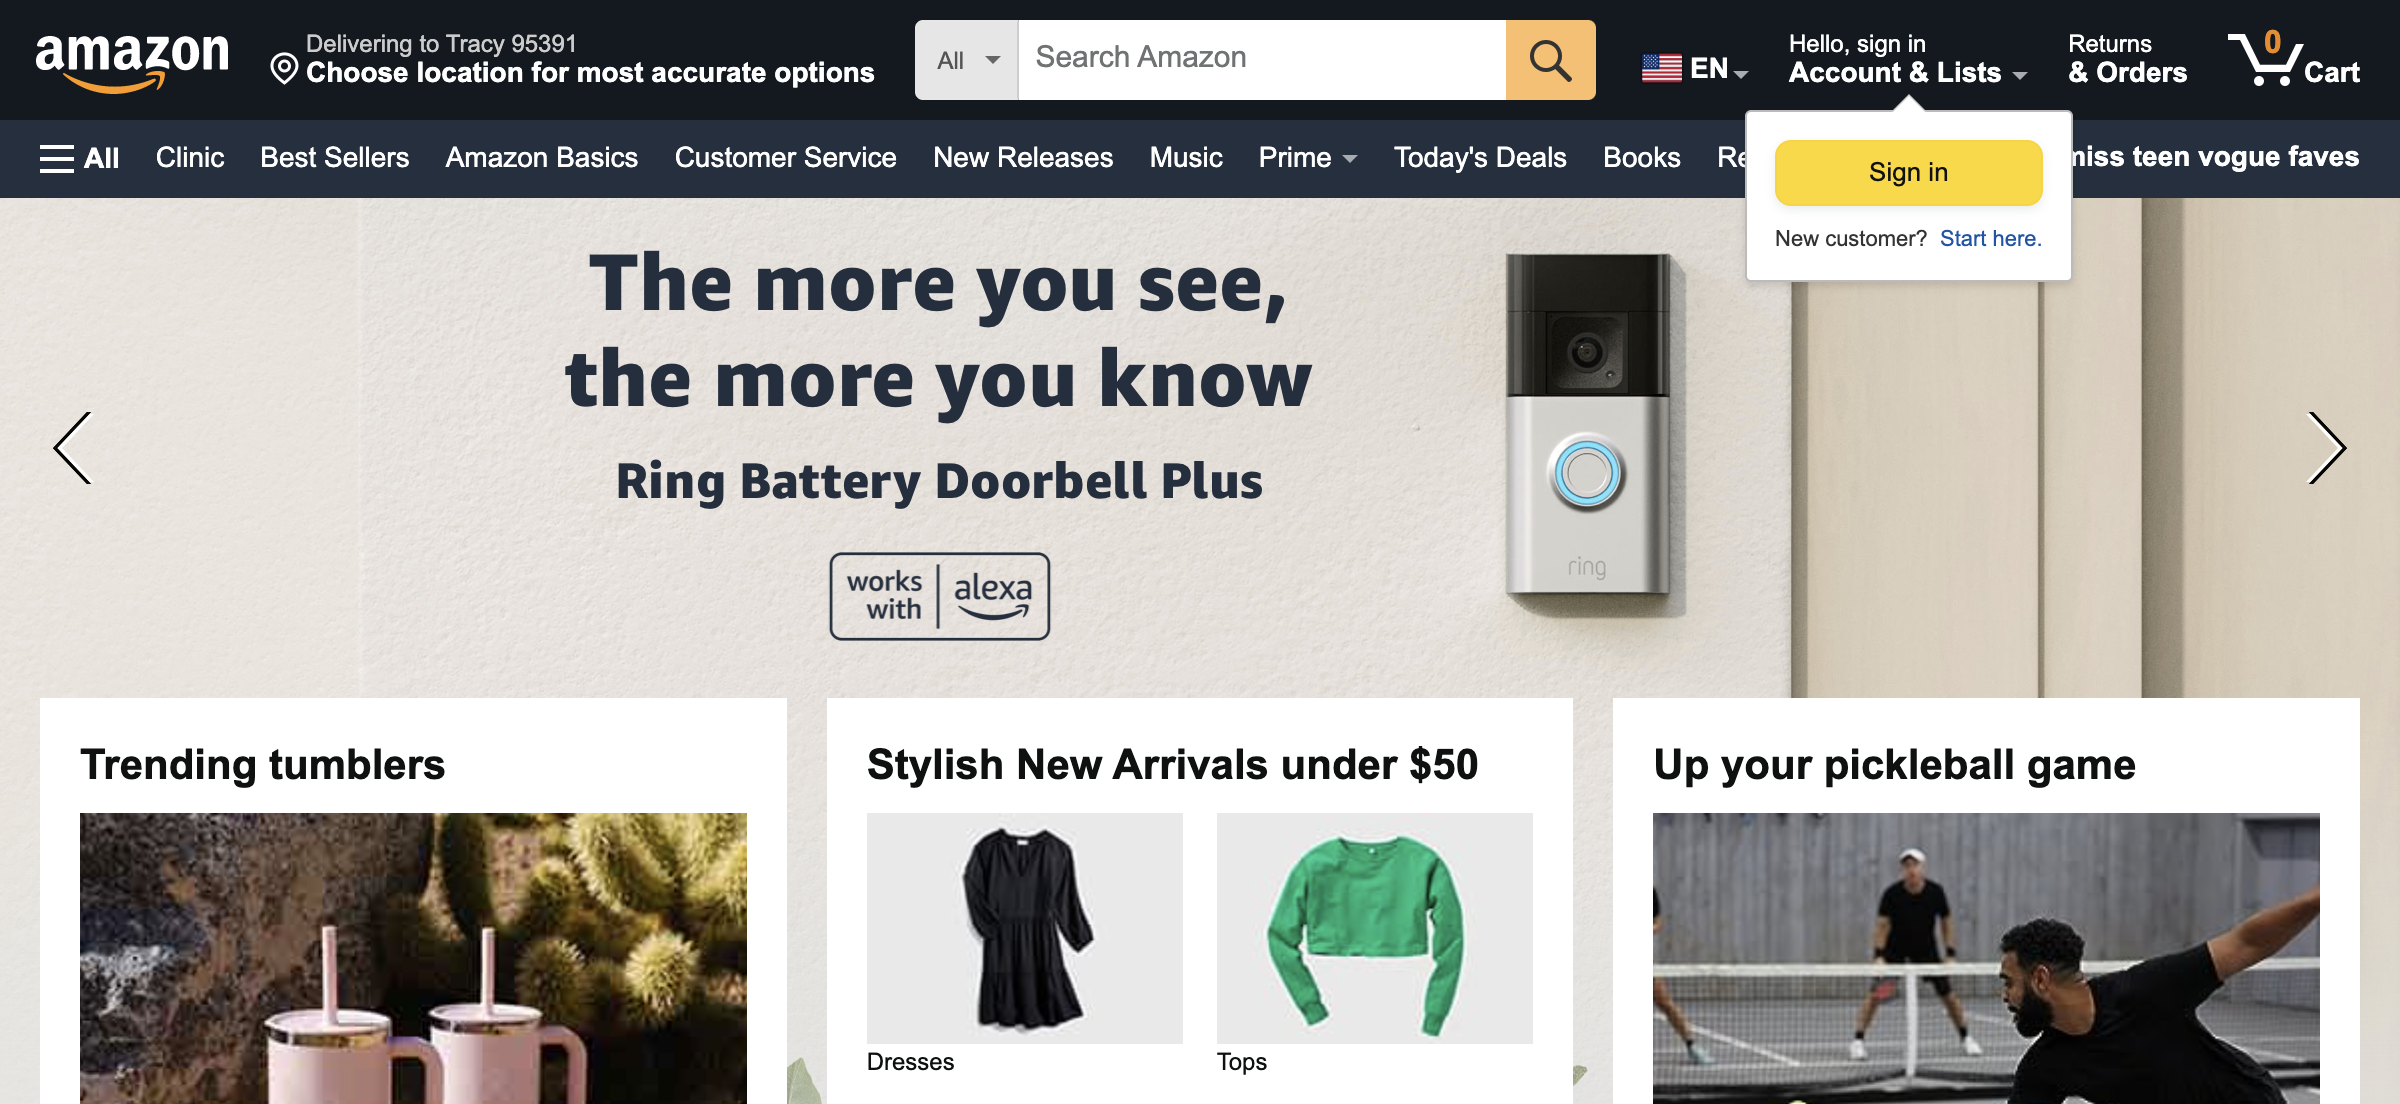 amazon
Delivering to Tracy 95391
Choose location for most accurate options
All
Search Amazon
EN
Hello, sign in
Account & Lists
Returns
& Orders
0
Cart
All
Clinic
Best Sellers
Amazon Basics
Customer Service
New Releases
Music
Prime
Today's Deals
Books
Re
miss teen vogue faves
Sign in
New customer? Start here.
The more you see,
the more you know
Ring Battery Doorbell Plus
works
with
alexa
ring
Trending tumblers
Stylish New Arrivals under $50
Up your pickleball game
Dresses
Tops